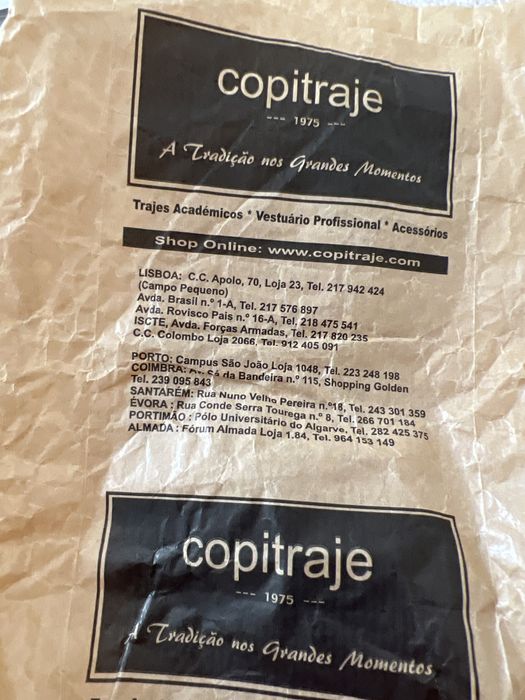 copitraje
--- 1975 ---
A Tradição nos Grandes Momentos
Trajes Académicos * Vestuário Profissional * Acessórios
Shop Online: www.copitraje.com
LISBOA: C.C. Apolo, 70, Loja 23, Tel. 217 942 424
(Campo Pequeno)
Avda. Brasil n.º 1-A, Tel. 217 576 897
Avda. Rovisco Pais n.º 16-A, Tel, 218 475 541
ISCTE, Avda. Forças Armadas, Tel. 217 820 235
C.C. Colombo Loja 2066, Tel. 912 405 091
PORTO: Campus São João Loja 1048, Tel. 223 248 198
COIMBRA: Av. Sá da Bandeira n.º 115, Shopping Golden
Tel. 239 095 843
SANTARÉM: Rua Nuno Velho Pereira n.º18, Tel. 243 301 359
ÉVORA : Rua Conde Serra Tourega n.º 8, Tel. 266 701 184
PORTIMÃO : Pólo Universitário do Algarve. Tel. 282 425 375
ALMADA : Fórum Almada Loja 1.84, Tel. 964 153 149
copitraje
--- 1975 ---
A Tradição nos Grandes Momentos